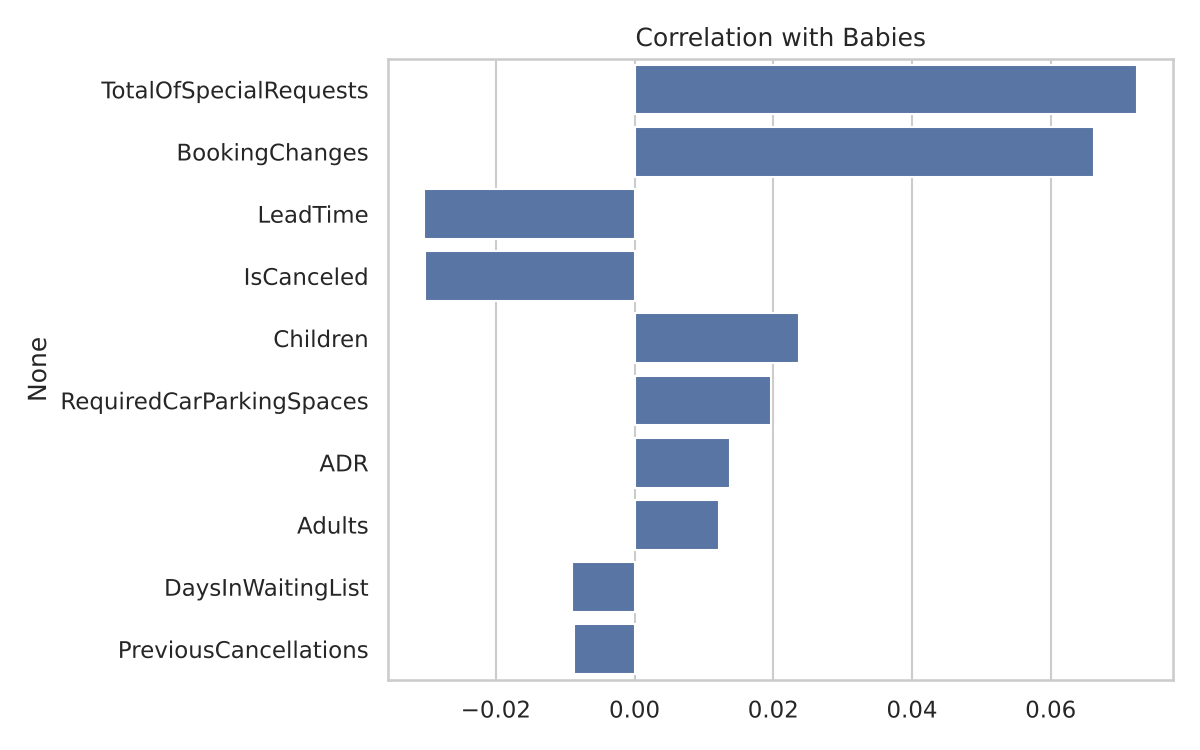 Correlation with Babies
TotalOfSpecialRequests
BookingChanges
LeadTime
IsCanceled
Children
None
RequiredCarParkingSpaces
ADR
Adults
DaysInWaitingList
PreviousCancellations
−0.02 0.00 0.02 0.04 0.06